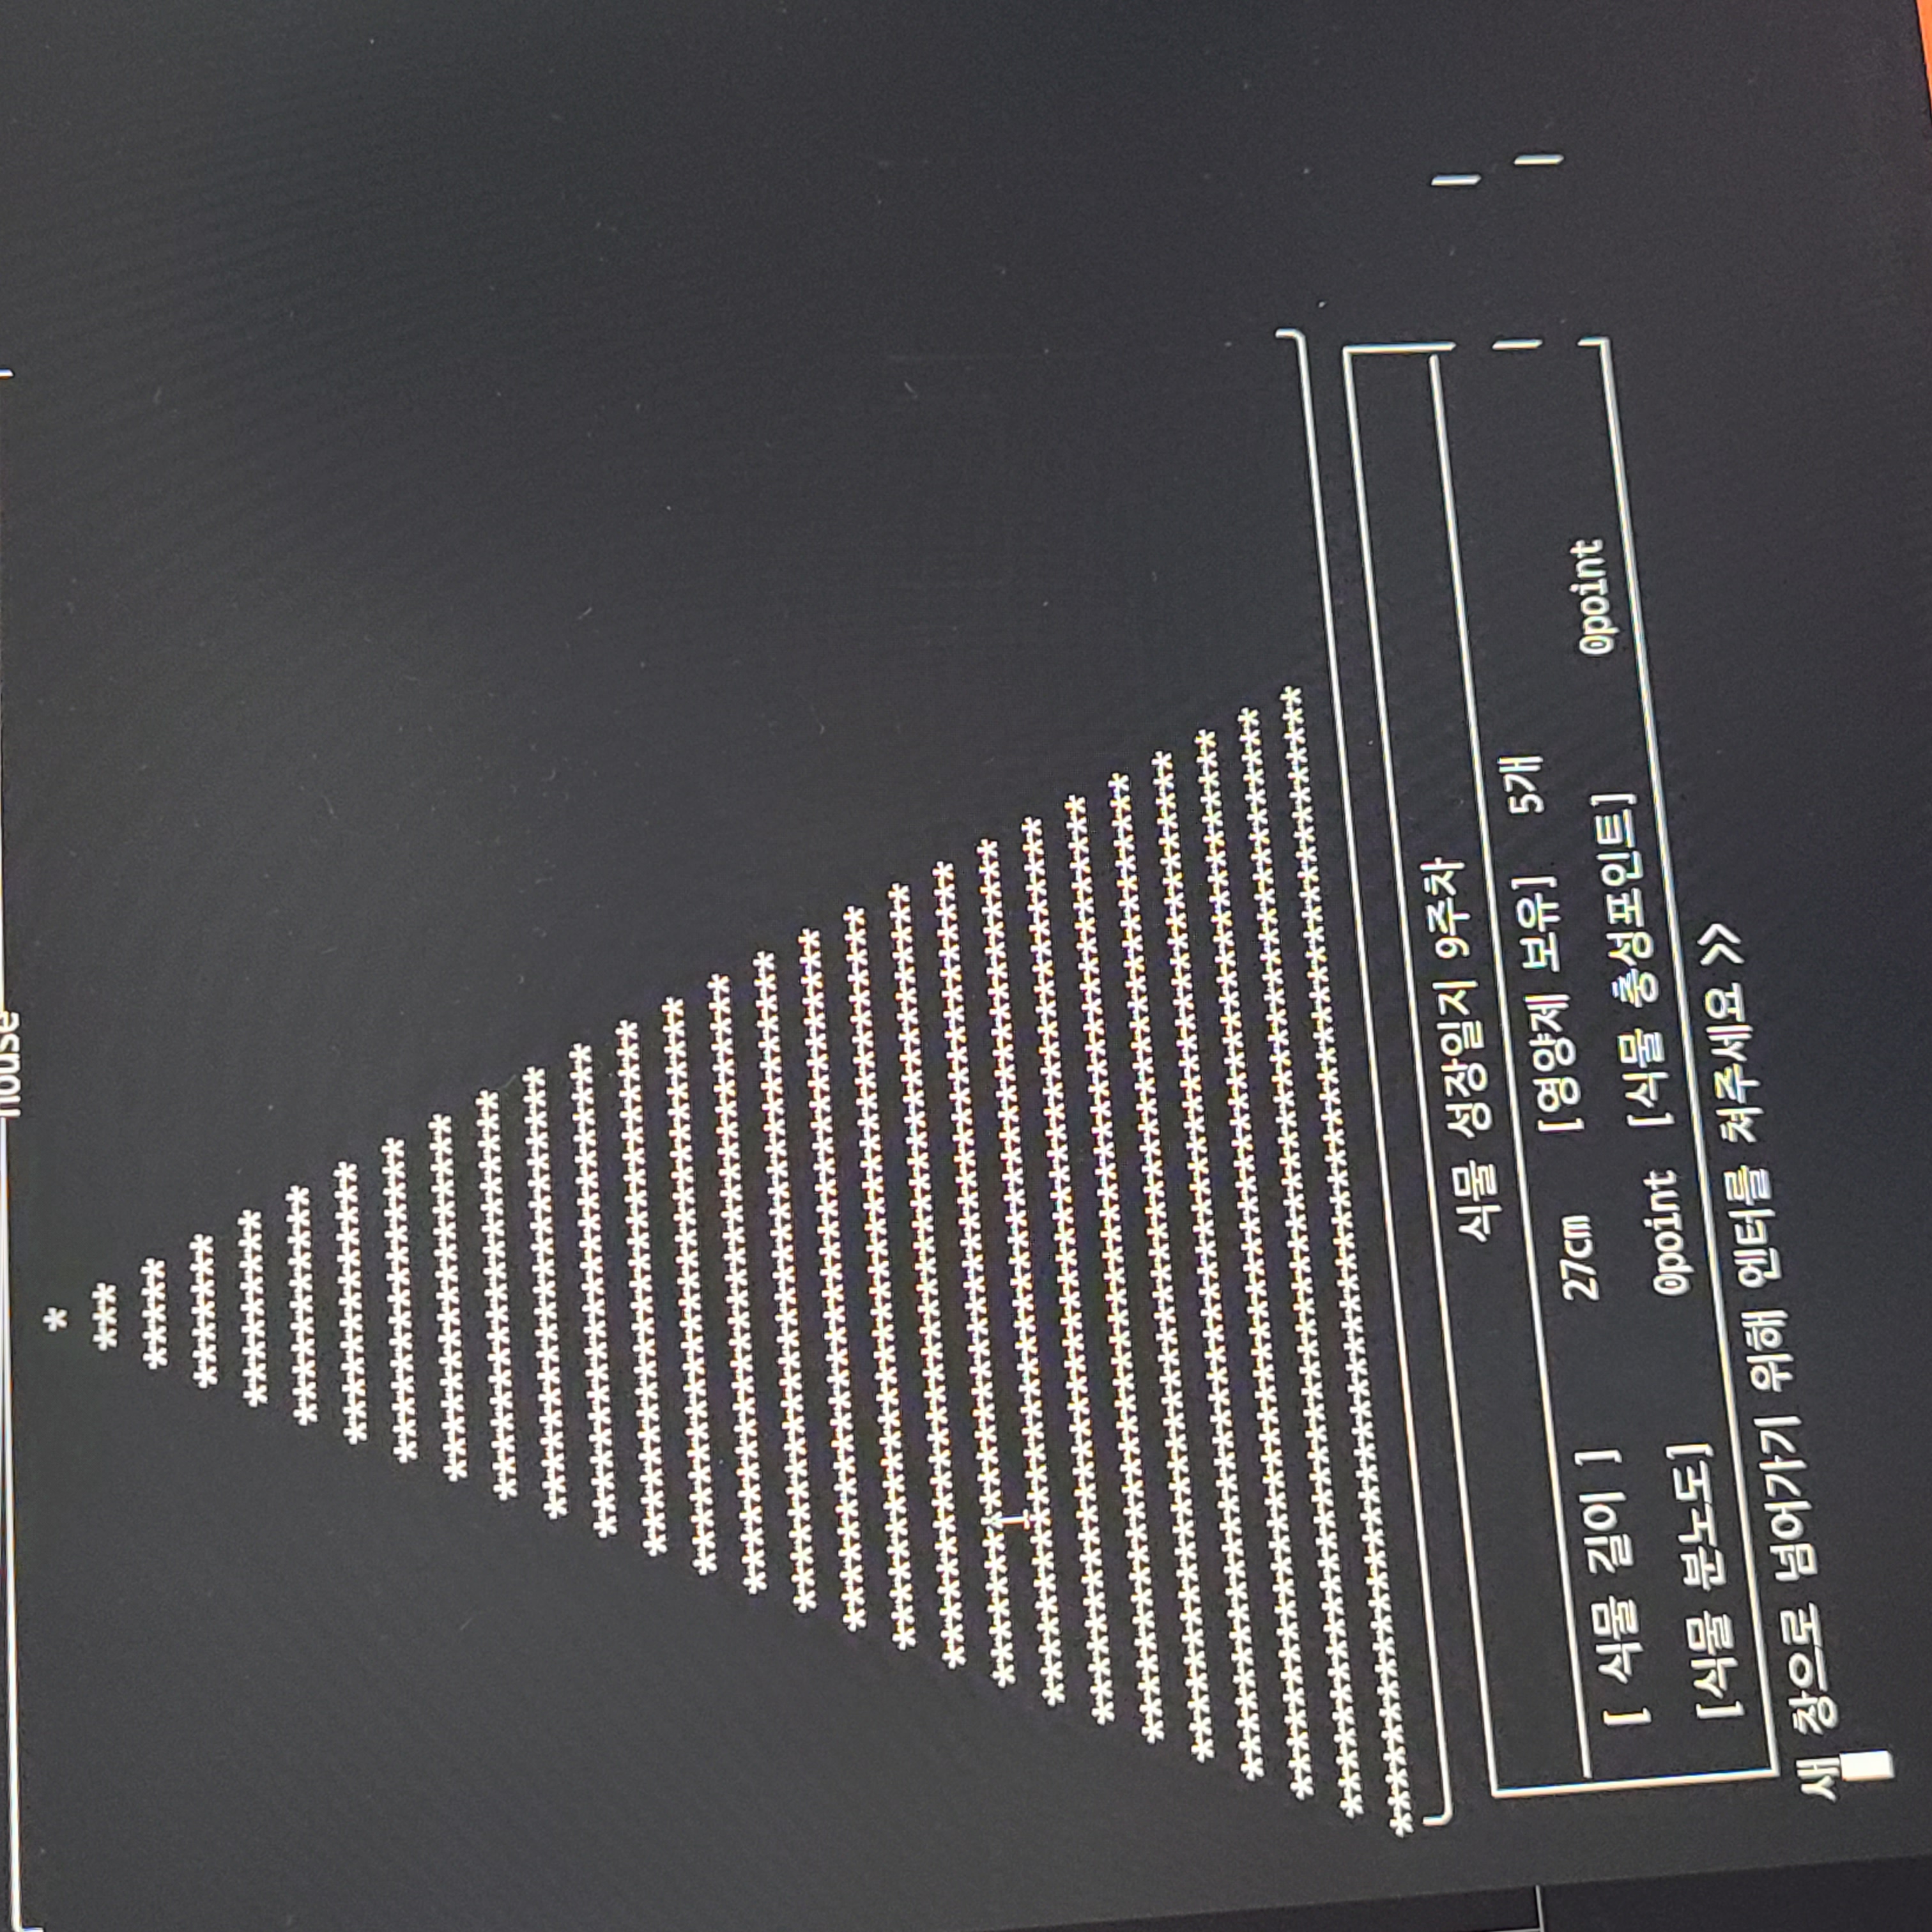 house
식물 성장일지 9주차
[ 식물 길이 ] 27cm [영양제 보유] 5개
[식물 분노도] 0point [식물 충성포인트] 0point
새 창으로 넘어가기 위해 엔터를 쳐주세요 >>